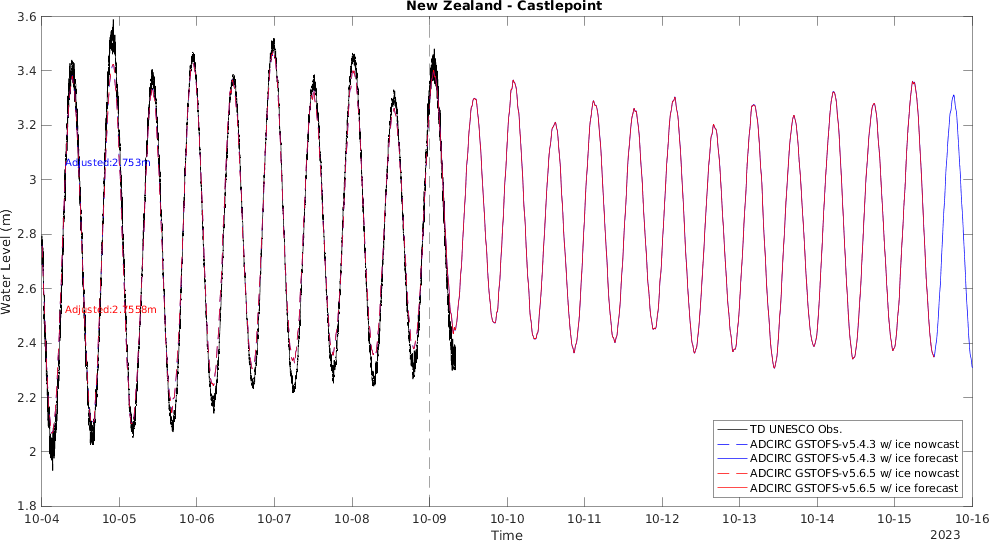 New Zealand - Castlepoint
3.6
3.4
3.2
3
2.8
2.6
2.4
2.2
2
1.8
Water Level (m)
Adjusted:2.753m
Adjusted:2.7558m
TD UNESCO Obs.
ADCIRC GSTOFS-v5.4.3 w/ ice nowcast
ADCIRC GSTOFS-v5.4.3 w/ ice forecast
ADCIRC GSTOFS-v5.6.5 w/ ice nowcast
ADCIRC GSTOFS-v5.6.5 w/ ice forecast
10-04 10-05 10-06 10-07 10-08 10-09 10-10 10-11 10-12 10-13 10-14 10-15 10-16
Time
2023